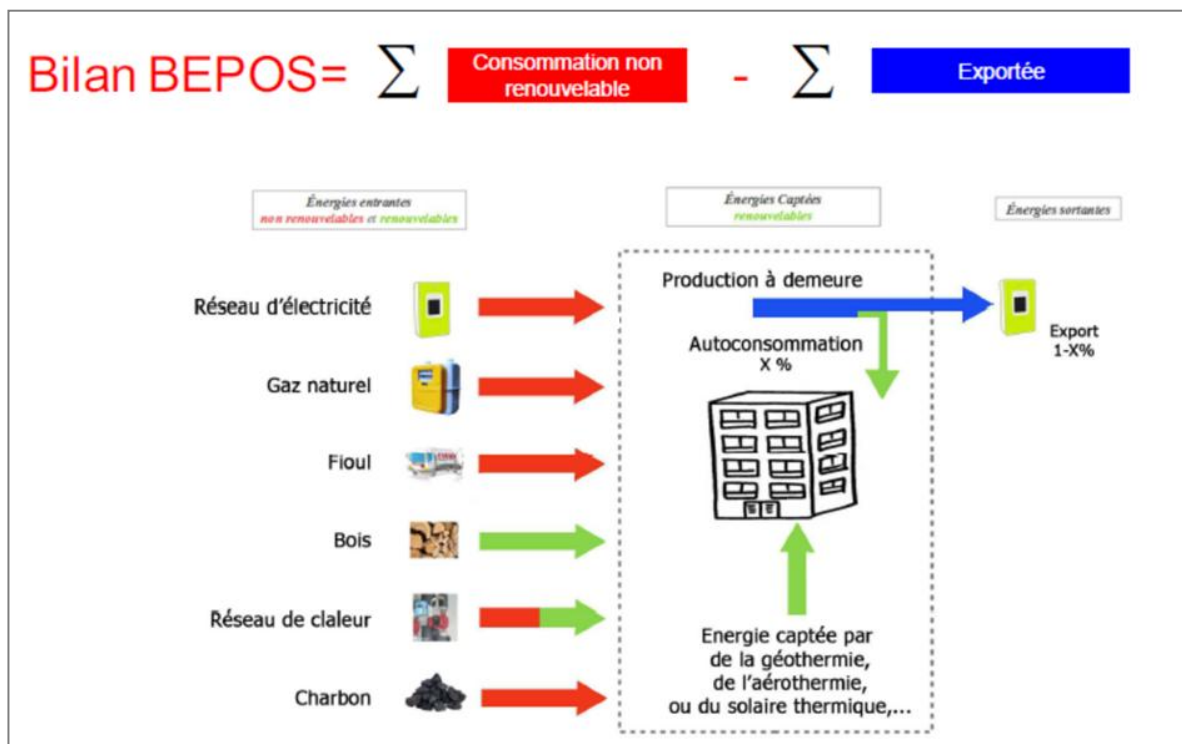 Bilan BEPOS= ∑ Consommation non renouvelable - ∑ Exportée
Énergies entrantes
non renouvelables et renouvelables
Énergies Captées
renouvelables
Énergies sortantes
Réseau d'électricité
Gaz naturel
Fioul
Bois
Réseau de claleur
Charbon
Production à demeure
Autoconsommation
X %
Export
1-X%
Energie captée par
de la géothermie,
de l'aérothermie,
ou du solaire thermique,...